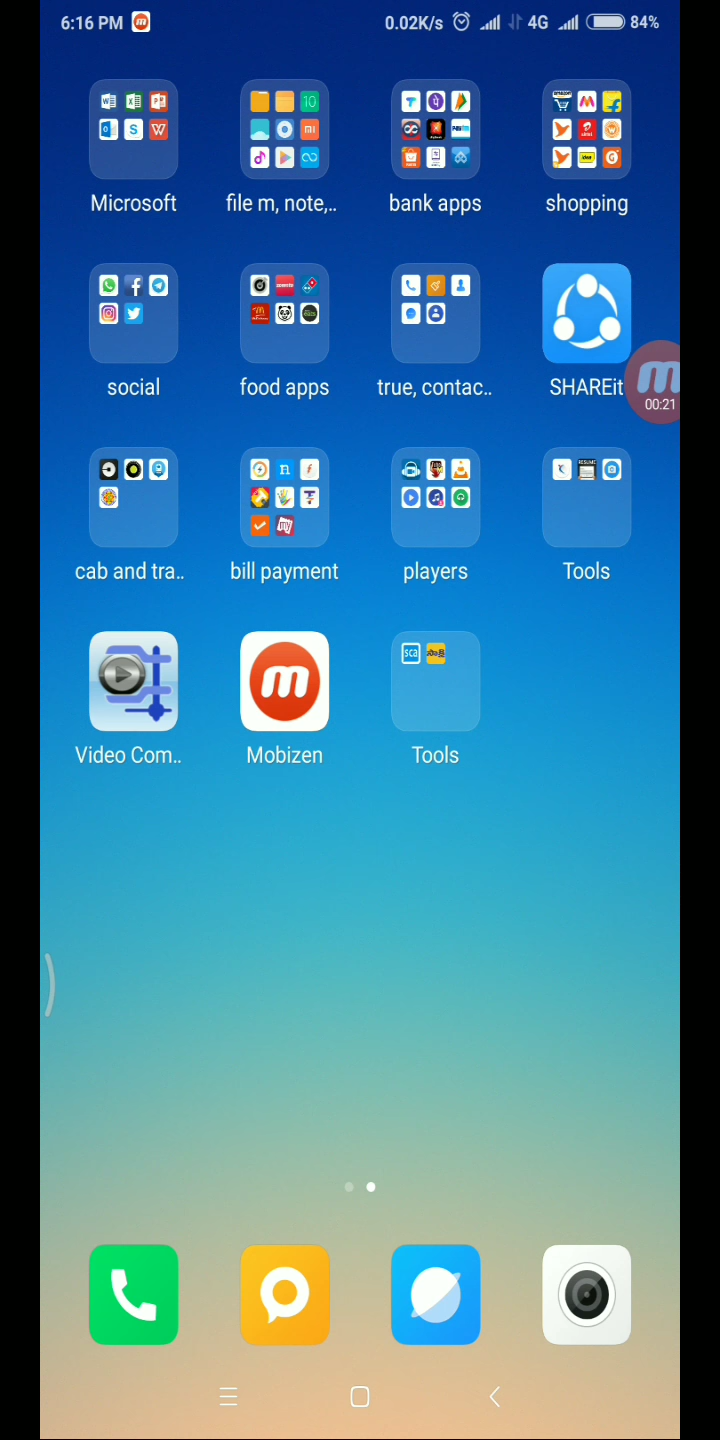 6:16 PM
0.02K/s 4G 84%
Microsoft file m, note,.. bank apps shopping
social food apps true, contac.. SHAREit
00:21
cab and tra.. bill payment players Tools
Video Com.. Mobizen Tools